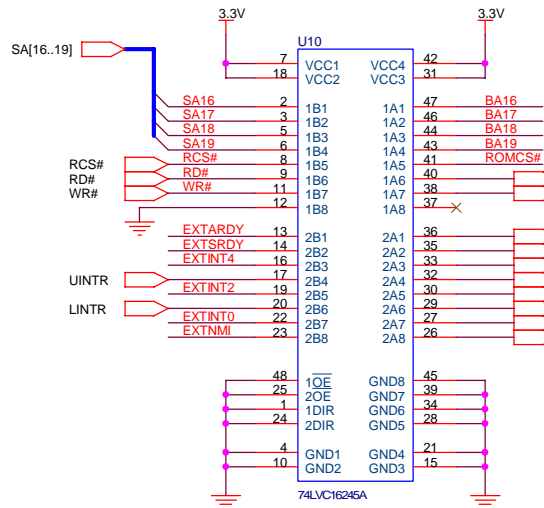 3.3V 3.3V
U10
SA[16..19]
7 VCC1 VCC4 42
18 VCC2 VCC3 31
SA16 2 1B1 1A1 47 BA16
SA17 3 1B2 1A2 46 BA17
SA18 5 1B3 1A3 44 BA18
SA19 6 1B4 1A4 43 BA19
RCS# RCS# 8 1B5 1A5 41 ROMCS#
RD# RD# 9 1B6 1A6 40
WR# WR# 11 1B7 1A7 38
12 1B8 1A8 37
EXTARDY 13 2B1 2A1 36
EXTSRDY 14 2B2 2A2 35
EXTINT4 16 2B3 2A3 33
UINTR 17 2B4 2A4 32
EXTINT2 19 2B5 2A5 30
LINTR 20 2B6 2A6 29
EXTINT0 22 2B7 2A7 27
EXTNMI 23 2B8 2A8 26
48 1OE GND8 45
25 2OE GND7 39
1 1DIR GND6 34
24 2DIR GND5 28
4 GND1 GND4 21
10 GND2 GND3 15
74LVC16245A